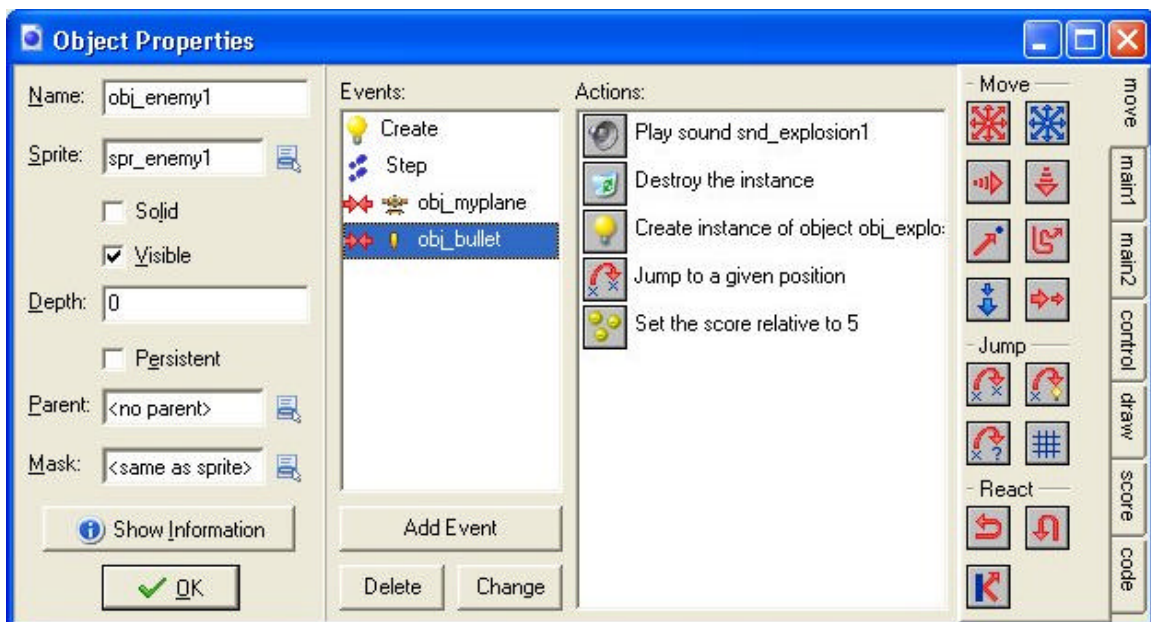 Object Properties
Name: obj_enemy1
Sprite: spr_enemy1
Solid
Visible
Depth: 0
Persistent
Parent: <no parent>
Mask: <same as sprite>
Show Information
OK
Events:
Create
Step
obj_myplane
obj_bullet
Add Event
Delete Change
Actions:
Play sound snd_explosion1
Destroy the instance
Create instance of object obj_explo:
Jump to a given position
Set the score relative to 5
Move
Jump
React
move
main1
main2
control
draw
score
code